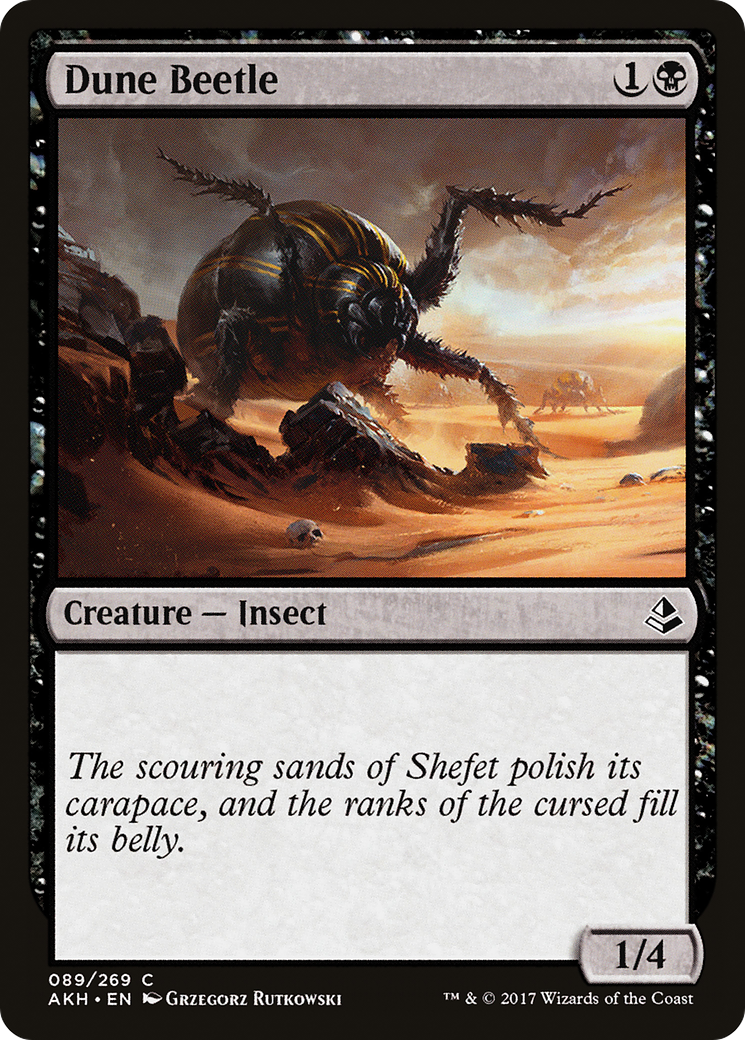 Dune Beetle
1
Creature — Insect
The scouring sands of Shefet polish its
carapace, and the ranks of the cursed fill
its belly.
1/4
089/269 C
AKH • EN Grzegorz Rutkowski
™ & © 2017 Wizards of the Coast